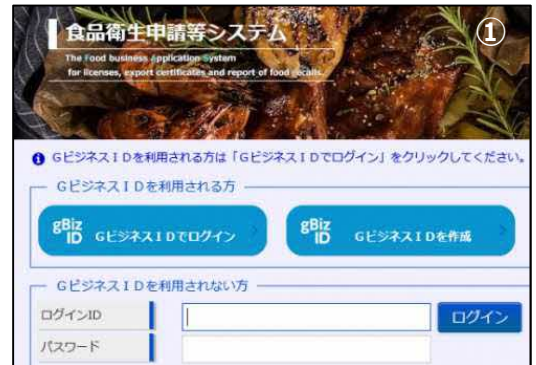 食品衛生申請等システム
①
The Food business Application System
for licenses, export certificates and report of food recalls.
GビジネスIDを利用される方は「GビジネスIDでログイン」をクリックしてください。
GビジネスIDを利用される方
gBiz ID GビジネスIDでログイン
gBiz ID GビジネスIDを作成
GビジネスIDを利用されない方
ログインID
ログイン
パスワード